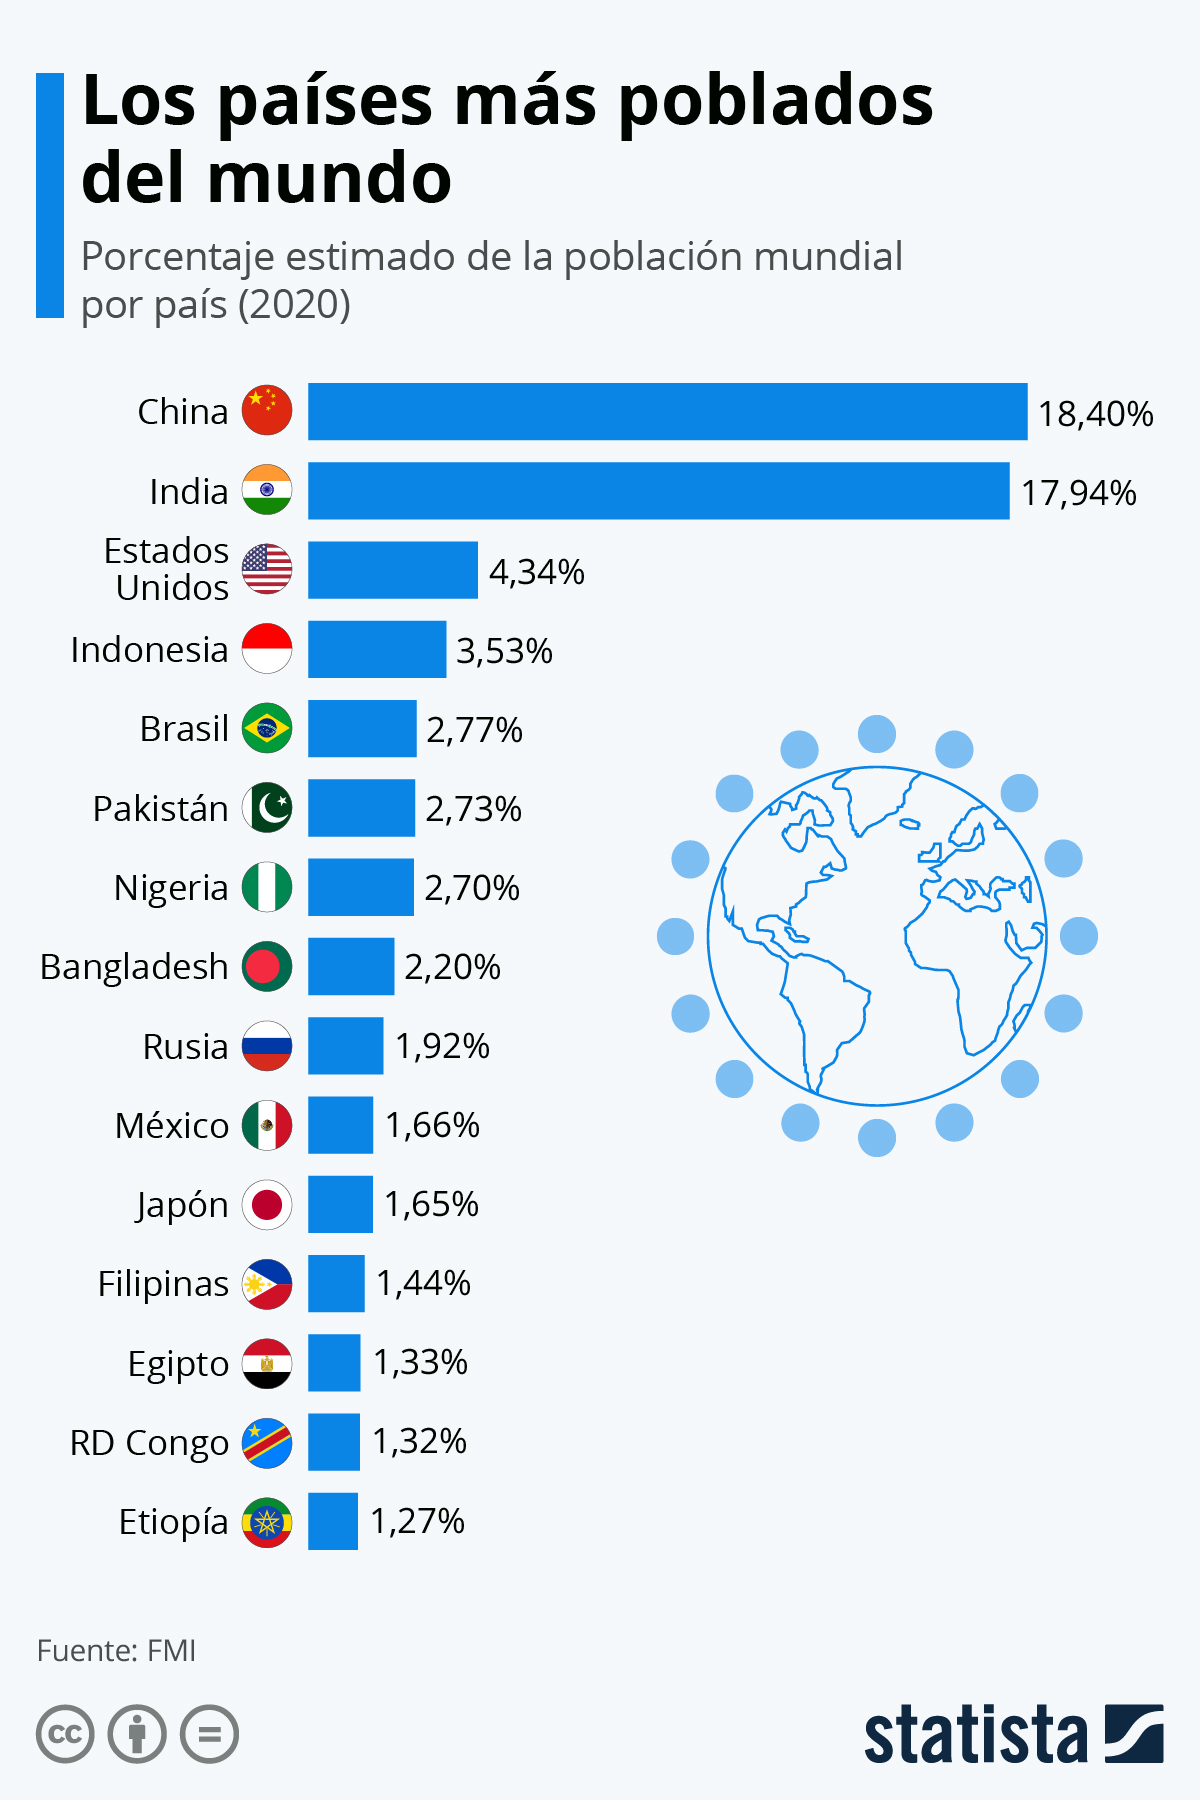 Los países más poblados
del mundo
Porcentaje estimado de la población mundial
por país (2020)
China 18,40%
India 17,94%
Estados
Unidos 4,34%
Indonesia 3,53%
Brasil 2,77%
Pakistán 2,73%
Nigeria 2,70%
Bangladesh 2,20%
Rusia 1,92%
México 1,66%
Japón 1,65%
Filipinas 1,44%
Egipto 1,33%
RD Congo 1,32%
Etiopía 1,27%
Fuente: FMI
cc =
statista